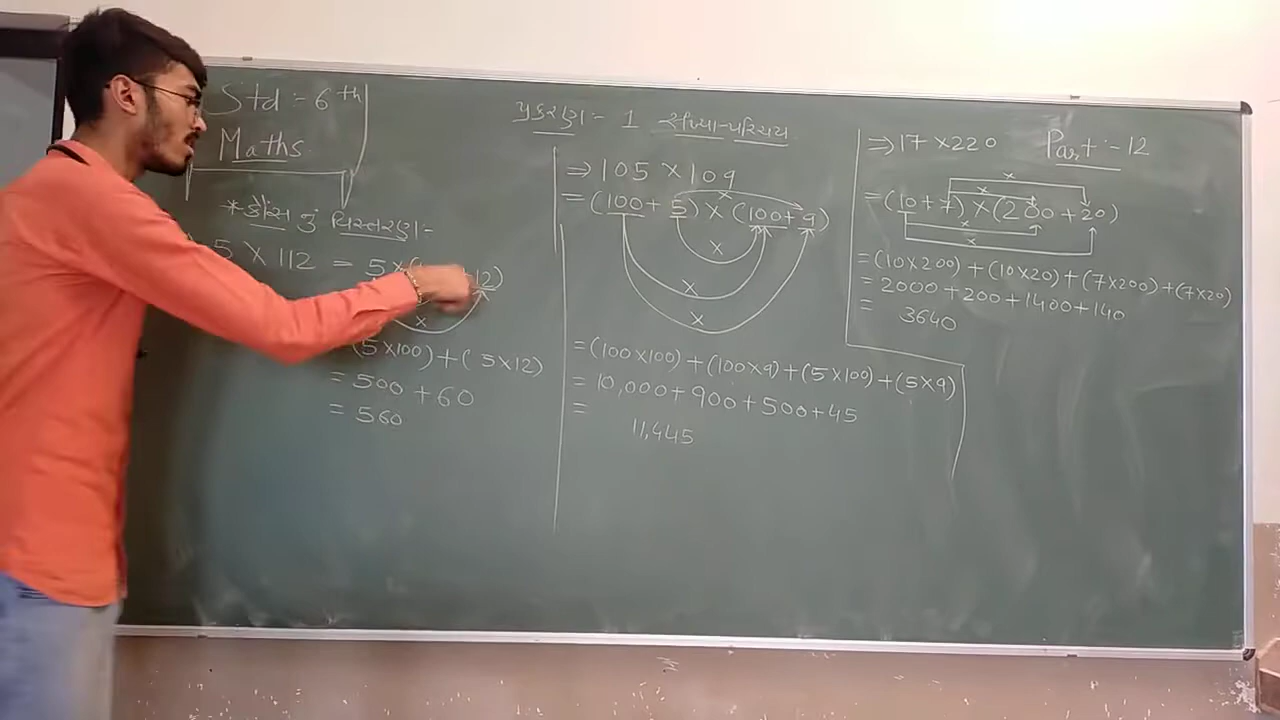 Std :- 6th
Maths
પ્રકરણ - 1 સંખ્યા-પરિચય
Part :- 12
* કૌંસ નું વિસ્તરણ -
5 X 112 = 5 X ( 12)
X
(5 X 100) + ( 5 X 12)
= 500 + 60
= 560
⇒ 105 X 109
= (100 + 5) X (100 + 9)
X
X
X
X
= (100 X 100) + (100 X 9) + (5 X 100) + (5 X 9)
= 10,000 + 900 + 500 + 45
=
11,445
⇒ 17 X 220
X
X
= (10 + 7) X (200 + 20)
X
X
= (10 X 200) + (10 X 20) + (7 X 200) + (7 X 20)
= 2000 + 200 + 1400 + 140
= 3640